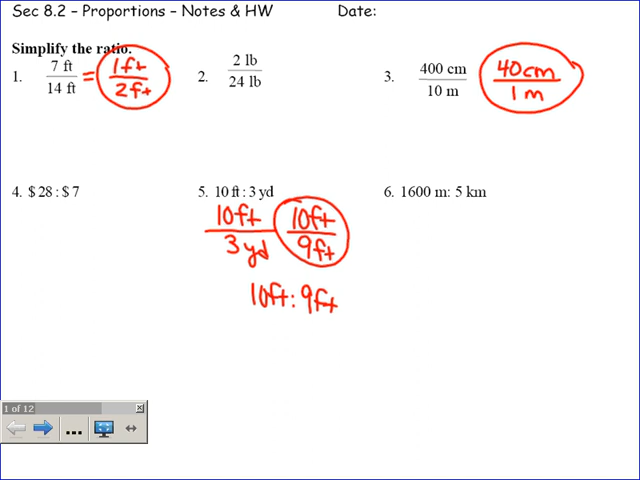 Sec 8.2 – Proportions – Notes & HW Date:
Simplify the ratio.
1. 7 ft / 14 ft = 1ft / 2ft 2. 2 lb / 24 lb 3. 400 cm / 10 m 40cm / 1 m
4. $ 28 : $ 7 5. 10 ft : 3 yd 6. 1600 m: 5 km
10ft / 3yd 10ft / 9ft
10ft : 9ft
1 of 12